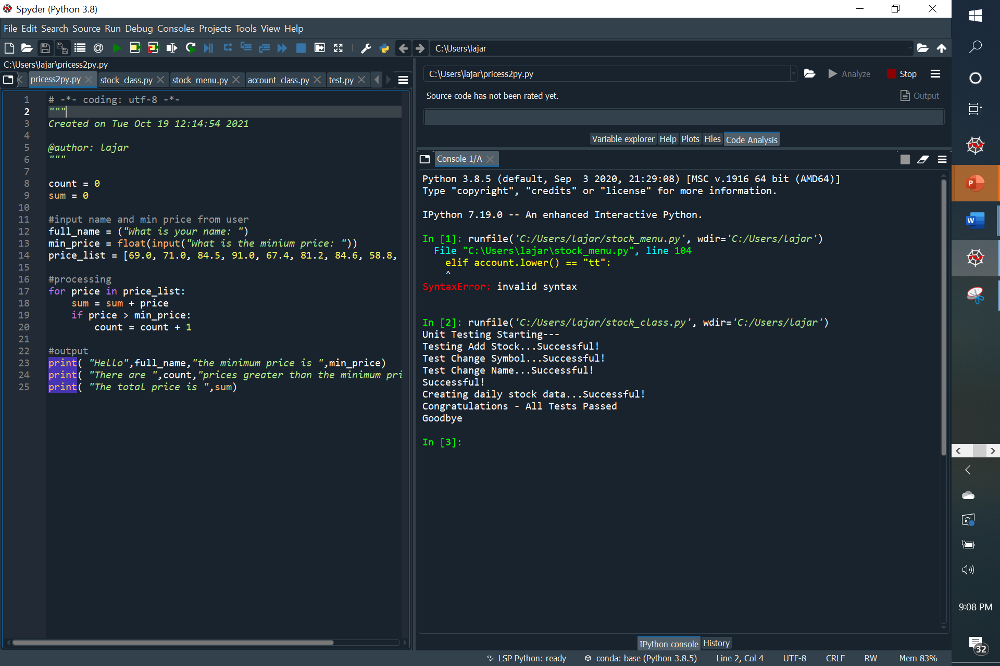 Spyder (Python 3.8)
File Edit Search Source Run Debug Consoles Projects Tools View Help
C:\Users\lajar
C:\Users\lajar\pricess2py.py
pricess2py.py stock_class.py stock_menu.py account_class.py test.py
1 # -*- coding: utf-8 -*-
2 """
3 Created on Tue Oct 19 12:14:54 2021
4
5 @author: lajar
6 """
7
8 count = 0
9 sum = 0
10
11 #input name and min price from user
12 full_name = ("What is your name: ")
13 min_price = float(input("What is the minium price: "))
14 price_list = [69.0, 71.0, 84.5, 91.0, 67.4, 81.2, 84.6, 58.8,
15
16 #processing
17 for price in price_list:
18 sum = sum + price
19 if price > min_price:
20 count = count + 1
21
22 #output
23 print( "Hello",full_name,"the minimum price is ",min_price)
24 print( "There are ",count,"prices greater than the minimum pri
25 print( "The total price is ",sum)
C:\Users\lajar\pricess2py.py
Analyze Stop
Source code has not been rated yet.
Output
Variable explorer Help Plots Files Code Analysis
Console 1/A
Python 3.8.5 (default, Sep  3 2020, 21:29:08) [MSC v.1916 64 bit (AMD64)]
Type "copyright", "credits" or "license" for more information.
IPython 7.19.0 -- An enhanced Interactive Python.
In [1]: runfile('C:/Users/lajar/stock_menu.py', wdir='C:/Users/lajar')
File "C:\Users\lajar\stock_menu.py", line 104
elif account.lower() == "tt":
^
SyntaxError: invalid syntax
In [2]: runfile('C:/Users/lajar/stock_class.py', wdir='C:/Users/lajar')
Unit Testing Starting---
Testing Add Stock...Successful!
Test Change Symbol...Successful!
Test Change Name...Successful!
Successful!
Creating daily stock data...Successful!
Congratulations - All Tests Passed
Goodbye
In [3]:
IPython console History
LSP Python: ready conda: base (Python 3.8.5) Line 2, Col 4 UTF-8 CRLF RW Mem 83%
P
W
9:08 PM
32